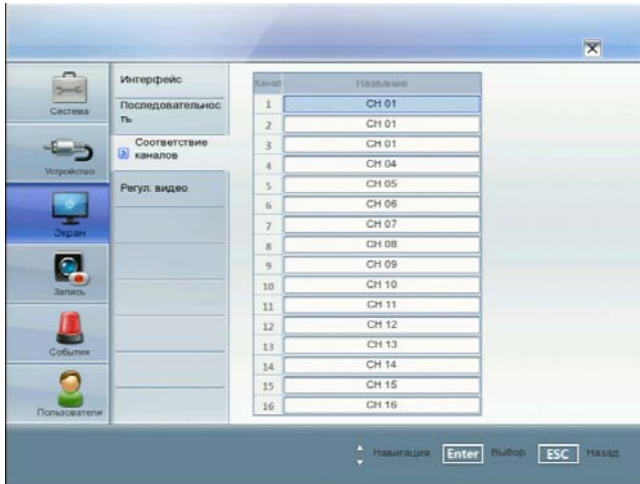 Система
Устройство
Экран
Запись
События
Пользователи
Интерфейс
Последовательнос
ть
Соответствие
каналов
Регул. видео
Канал Название
1 CH 01
2 CH 01
3 CH 01
4 CH 04
5 CH 05
6 CH 06
7 CH 07
8 CH 08
9 CH 09
10 CH 10
11 CH 11
12 CH 12
13 CH 13
14 CH 14
15 CH 15
16 CH 16
Навигация Enter Выбор ESC Назад